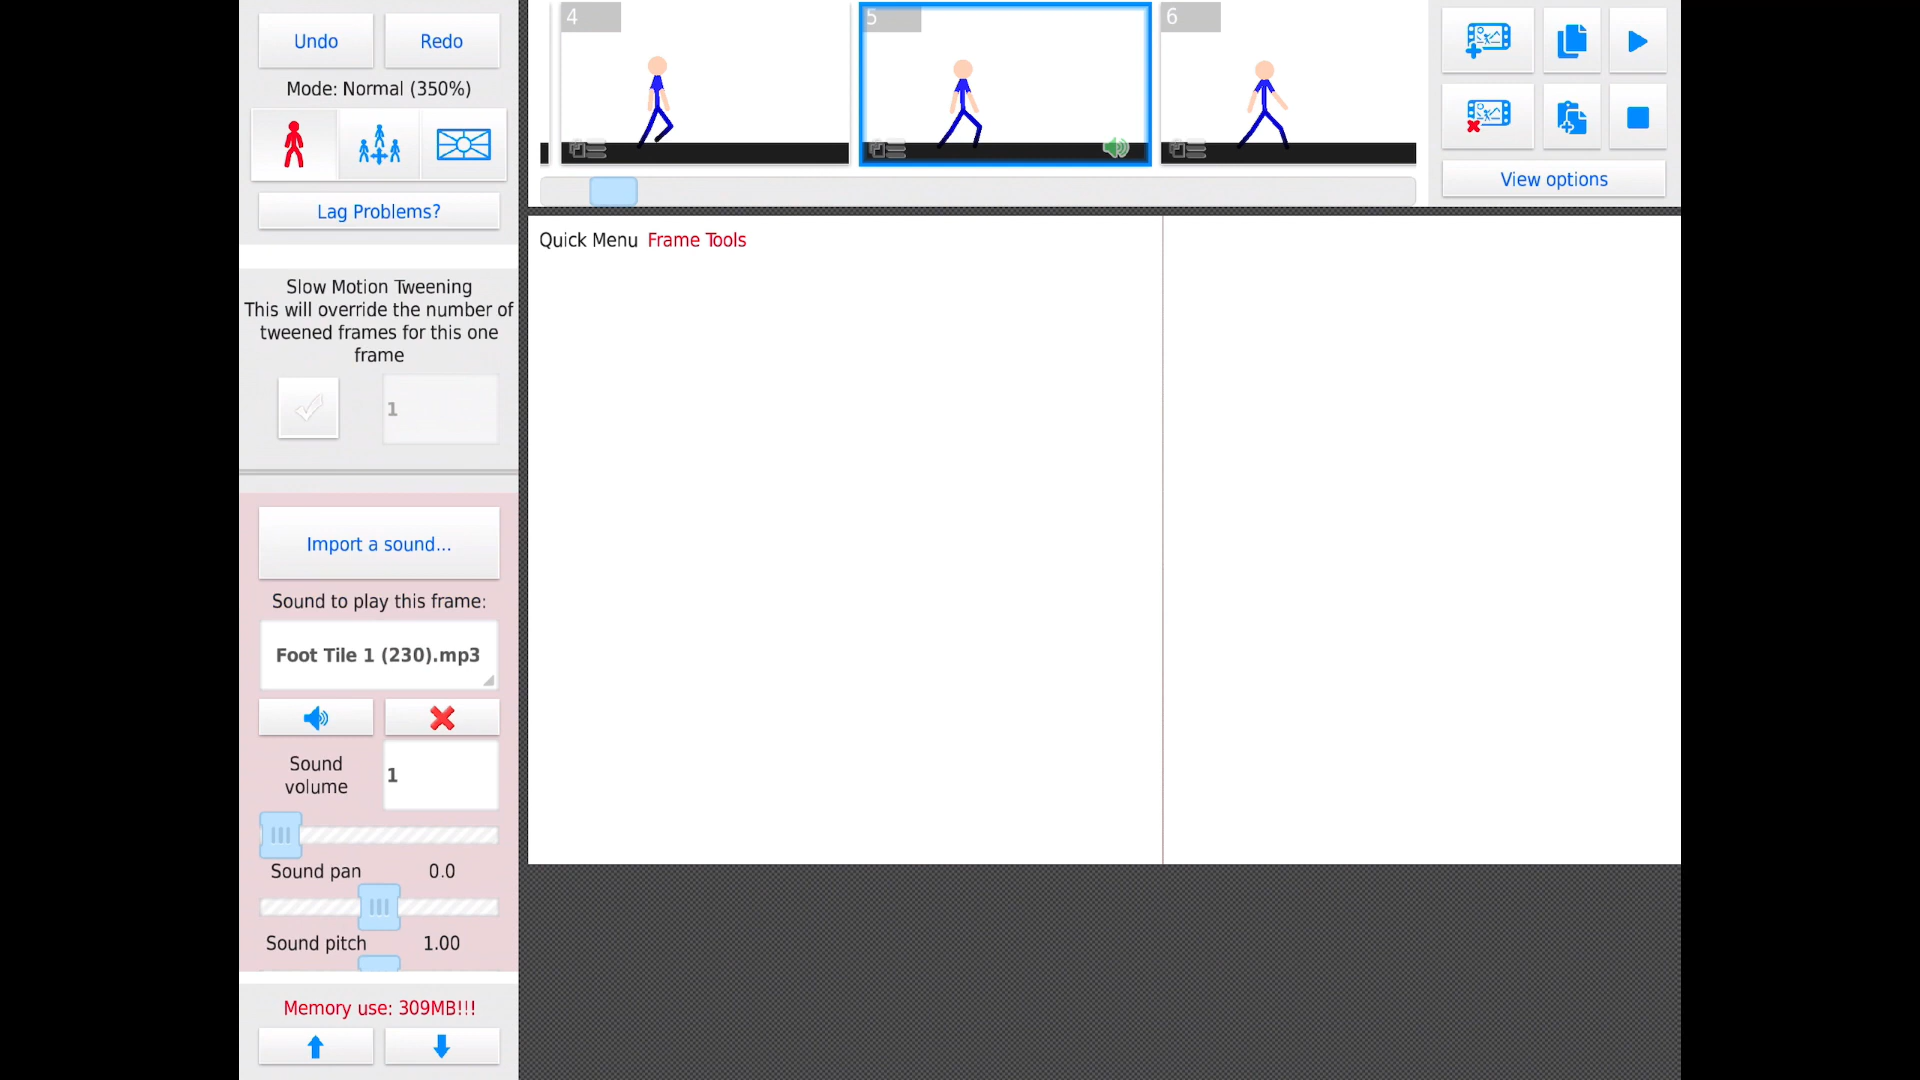 Undo
Redo
Mode: Normal (350%)
Lag Problems?
4
5
6
View options
Quick Menu Frame Tools
Slow Motion Tweening
This will override the number of
tweened frames for this one
frame
1
Import a sound...
Sound to play this frame:
Foot Tile 1 (230).mp3
Sound
volume
1
Sound pan 0.0
Sound pitch 1.00
Memory use: 309MB!!!